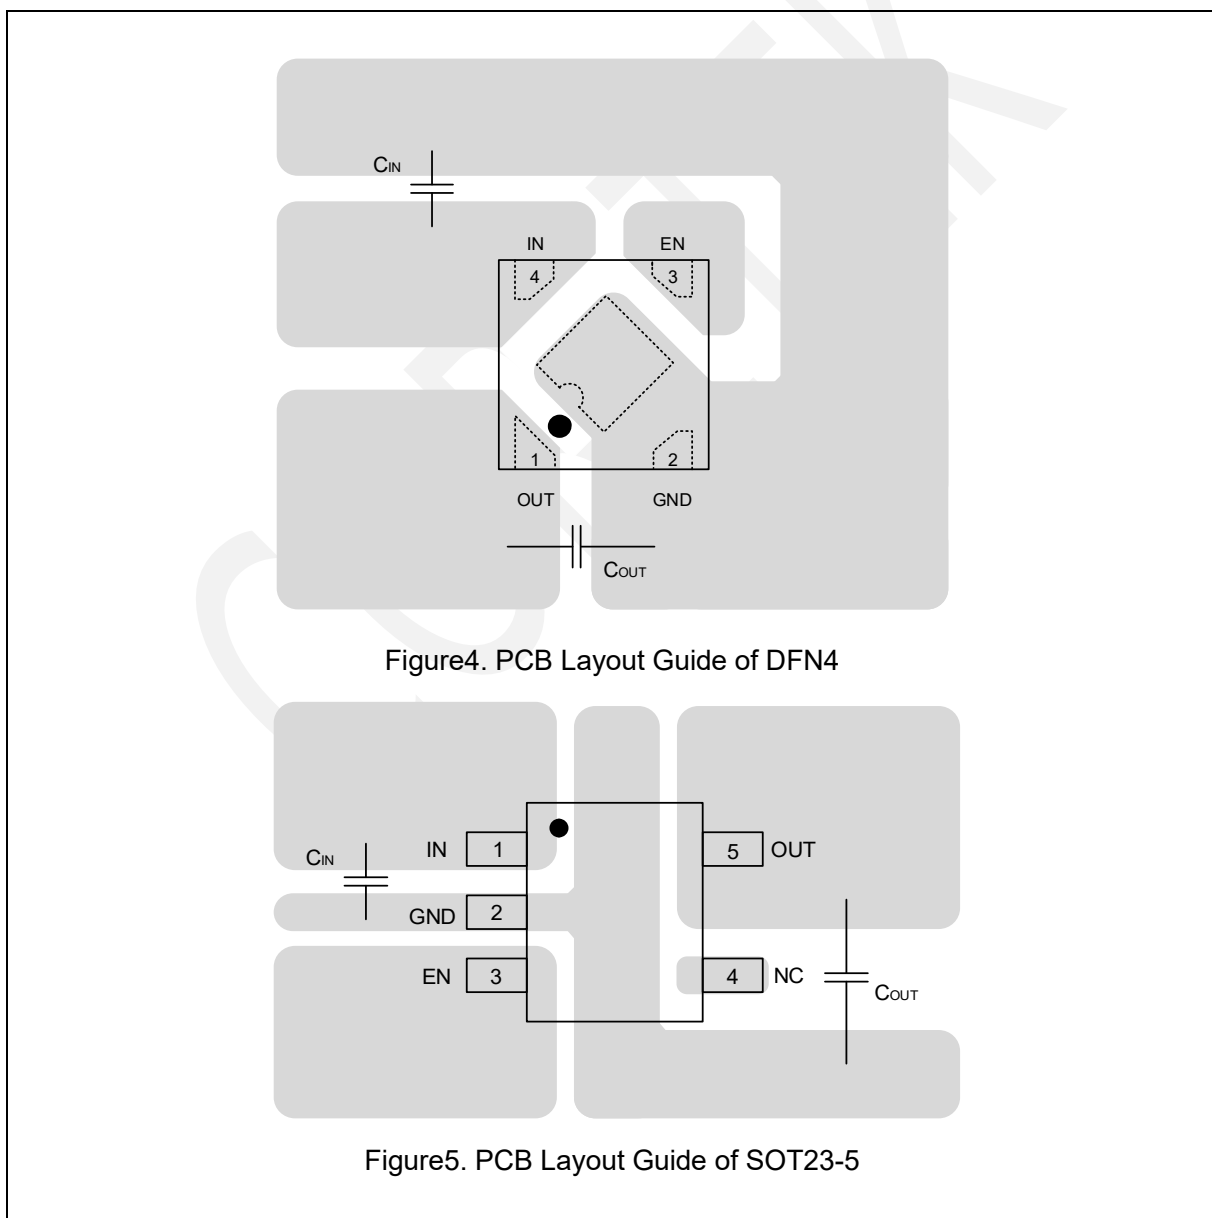 CIN
IN
EN
4
3
1
2
OUT
GND
COUT
Figure4. PCB Layout Guide of DFN4
IN
1
5
OUT
CIN
GND
2
EN
3
4
NC
COUT
Figure5. PCB Layout Guide of SOT23-5